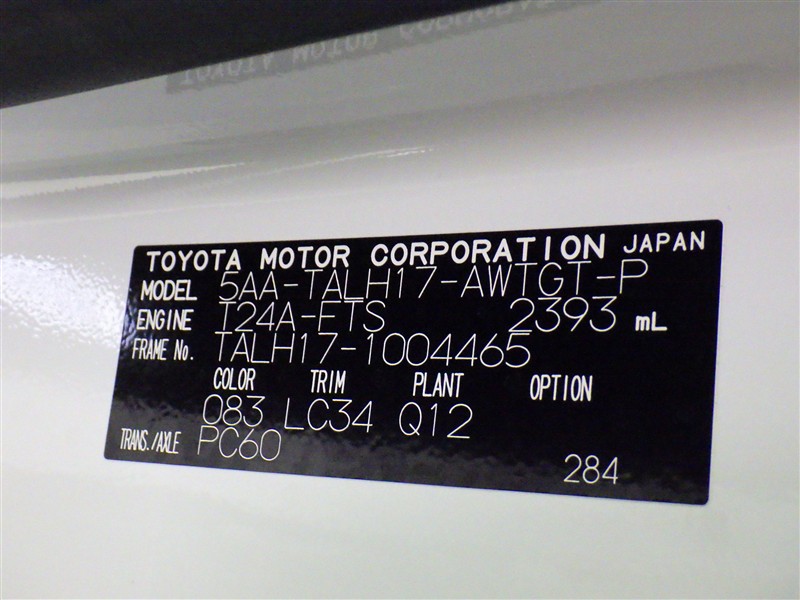 TOYOTA MOTOR CORPORATION JAPAN
MODEL 5AA-TALH17-AWTGT-P
ENGINE T24A-FTS 2393 mL
FRAME No. TALH17-1004465
COLOR TRIM PLANT OPTION
083 LC34 Q12
TRANS./AXLE PC60
284